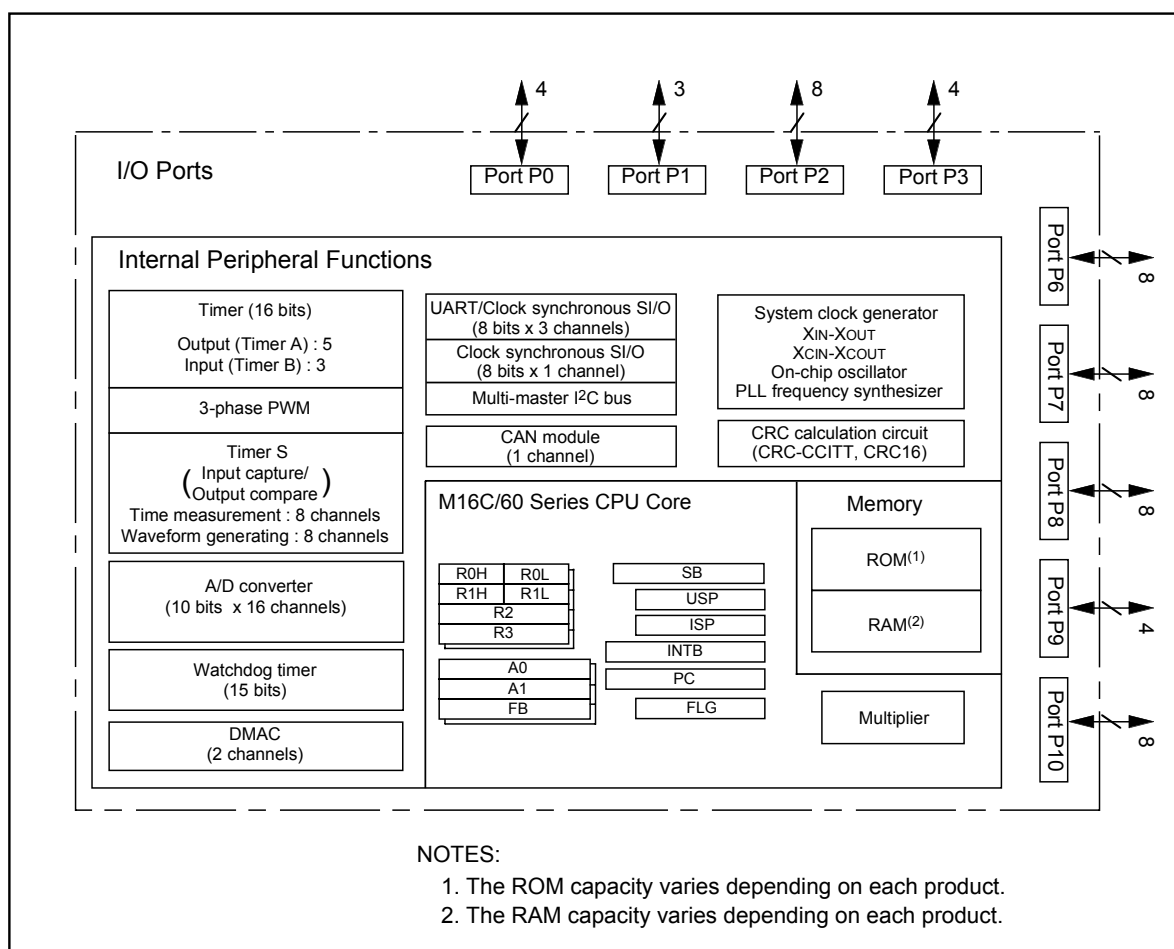 4
3
8
4
I/O Ports
Port P0
Port P1
Port P2
Port P3
Port P6
8
Port P7
8
Port P8
8
Port P9
4
Port P10
8
Internal Peripheral Functions
Timer (16 bits)
Output (Timer A) : 5
Input (Timer B) : 3
3-phase PWM
Timer S
(Input capture/
Output compare)
Time measurement : 8 channels
Waveform generating : 8 channels
A/D converter
(10 bits x 16 channels)
Watchdog timer
(15 bits)
DMAC
(2 channels)
UART/Clock synchronous SI/O
(8 bits x 3 channels)
Clock synchronous SI/O
(8 bits x 1 channel)
Multi-master I2C bus
CAN module
(1 channel)
System clock generator
XIN-XOUT
XCIN-XCOUT
On-chip oscillator
PLL frequency synthesizer
CRC calculation circuit
(CRC-CCITT, CRC16)
M16C/60 Series CPU Core
R0H R0L
R1H R1L
R2
R3
A0
A1
FB
SB
USP
ISP
INTB
PC
FLG
Memory
ROM(1)
RAM(2)
Multiplier
NOTES:
1. The ROM capacity varies depending on each product.
2. The RAM capacity varies depending on each product.